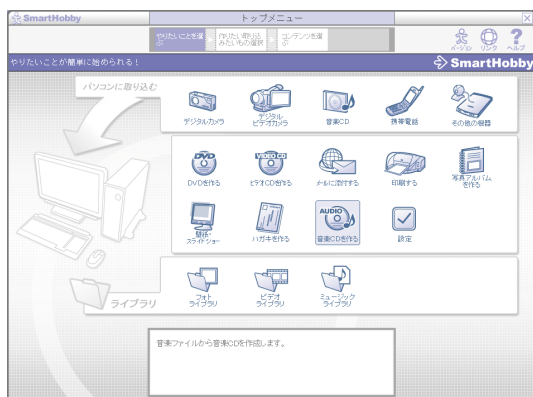 SmartHobby
トップメニュー
やりたいことを選
ぶ
作りたい/取り込
みたいもの選択
コンテンツを選
ぶ
バージョン
リンク
ヘルプ
やりたいことが簡単に始められる!
SmartHobby
パソコンに取り込む
デジタルカメラ
デジタル
ビデオカメラ
音楽CD
携帯電話
その他の機器
DVD
VIDEO CD
DVDを作る
ビデオCDを作る
メールに添付する
印刷する
写真アルバム
を作る
AUDIO
壁紙・
スライドショー
ハガキを作る
音楽CDを作る
設定
ライブラリ
フォト
ライブラリ
ビデオ
ライブラリ
ミュージック
ライブラリ
音楽ファイルから音楽CDを作成します。